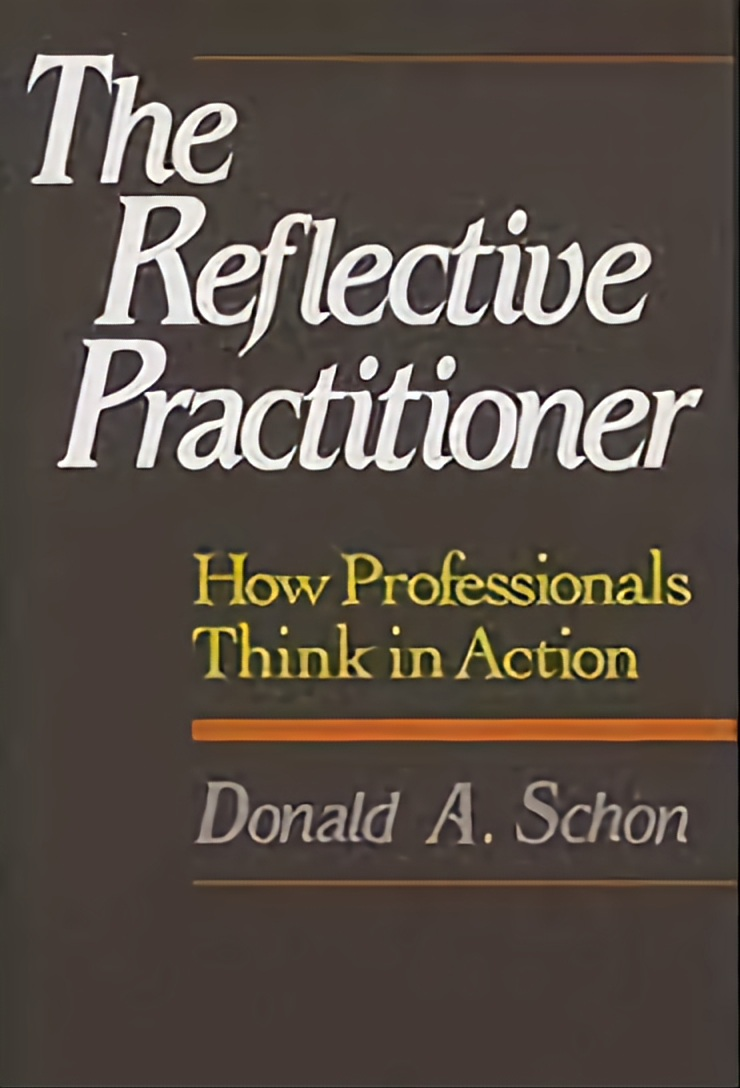 The
Reflective
Practitioner
How Professionals
Think in Action
Donald A. Schon